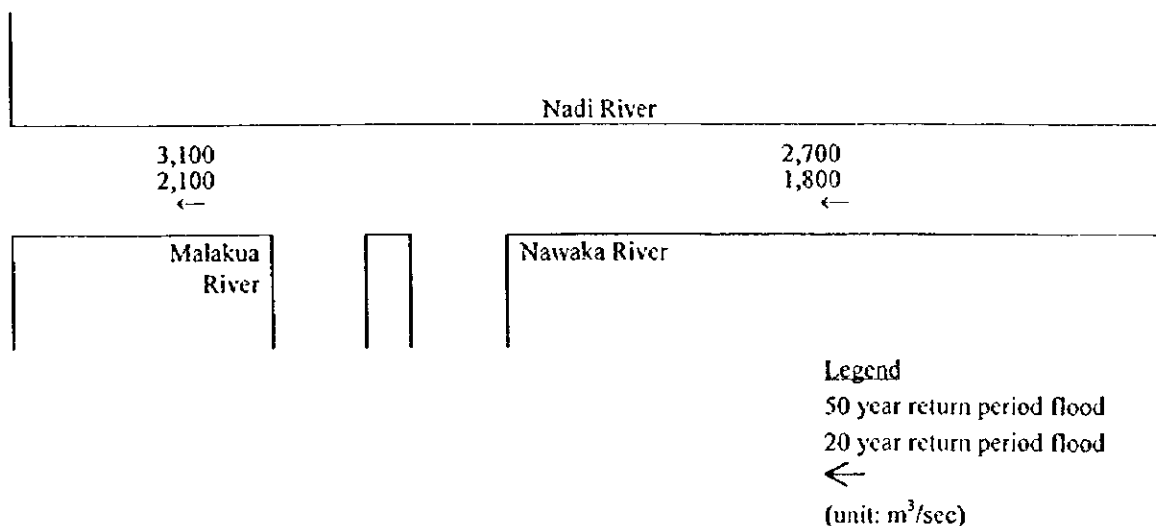 Nadi River
3,100
2,100
←
2,700
1,800
←
Malakua
River
Nawaka River
Legend
50 year return period flood
20 year return period flood
←
(unit: m³/sec)